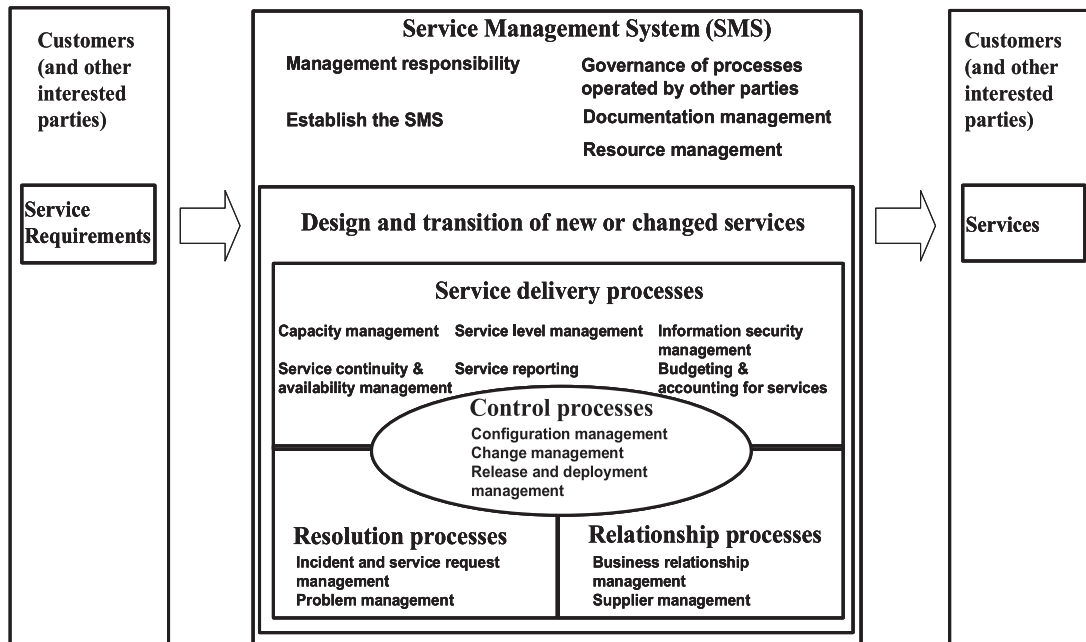 Customers
(and other
interested
parties)
Service
Requirements
Service Management System (SMS)
Management responsibility
Establish the SMS
Governance of processes
operated by other parties
Documentation management
Resource management
Design and transition of new or changed services
Service delivery processes
Capacity management
Service continuity &
availability management
Service level management
Service reporting
Information security
management
Budgeting &
accounting for services
Control processes
Configuration management
Change management
Release and deployment
management
Resolution processes
Incident and service request
management
Problem management
Relationship processes
Business relationship
management
Supplier management
Customers
(and other
interested
parties)
Services